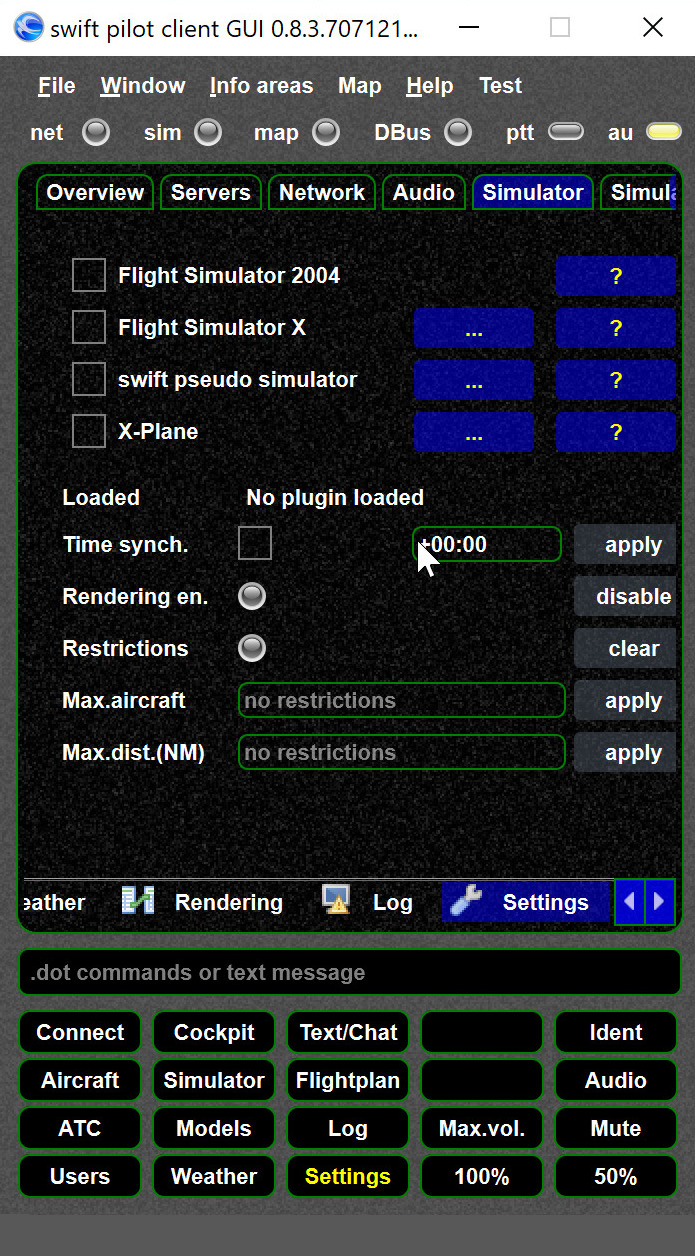 swift pilot client GUI 0.8.3.707121...
File Window Info areas Map Help Test
net sim map DBus ptt au
Overview Servers Network Audio Simulator Simula
Flight Simulator 2004 ?
Flight Simulator X ... ?
swift pseudo simulator ... ?
X-Plane ... ?
Loaded No plugin loaded
Time synch. +00:00 apply
Rendering en. disable
Restrictions clear
Max.aircraft no restrictions apply
Max.dist.(NM) no restrictions apply
eather Rendering Log Settings
.dot commands or text message
Connect Cockpit Text/Chat Ident
Aircraft Simulator Flightplan Audio
ATC Models Log Max.vol. Mute
Users Weather Settings 100% 50%